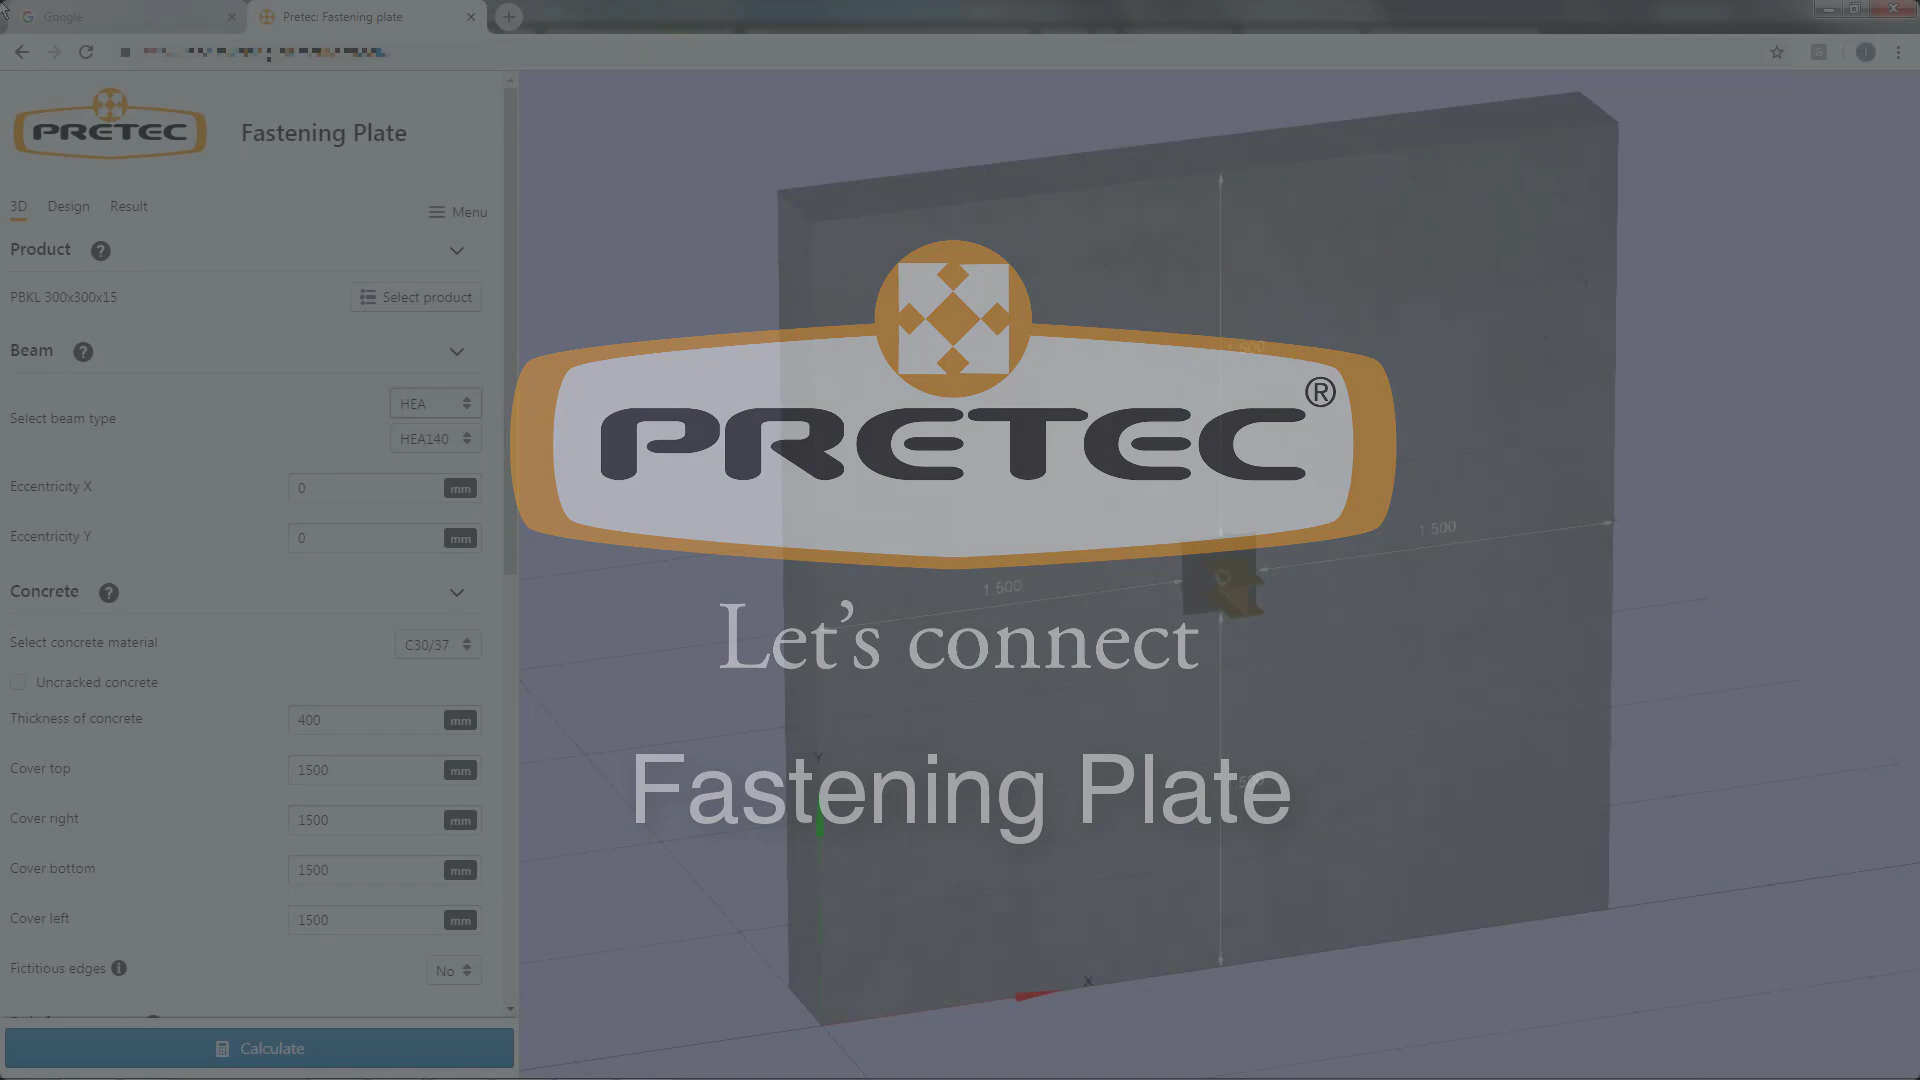 Google
Pretec: Fastening plate
PRETEC
Fastening Plate
3D
Design
Result
Menu
Product
PBKL 300x300x15
Select product
Beam
Select beam type
HEA
HEA140
Eccentricity X
0
mm
Eccentricity Y
0
mm
Concrete
Select concrete material
C30/37
Uncracked concrete
Thickness of concrete
400
mm
Cover top
1500
mm
Cover right
1500
mm
Cover bottom
1500
mm
Cover left
1500
mm
Fictitious edges
No
Calculate
1 500
PRETEC®
1 500
1 500
Let's connect
Y
Fastening Plate
X